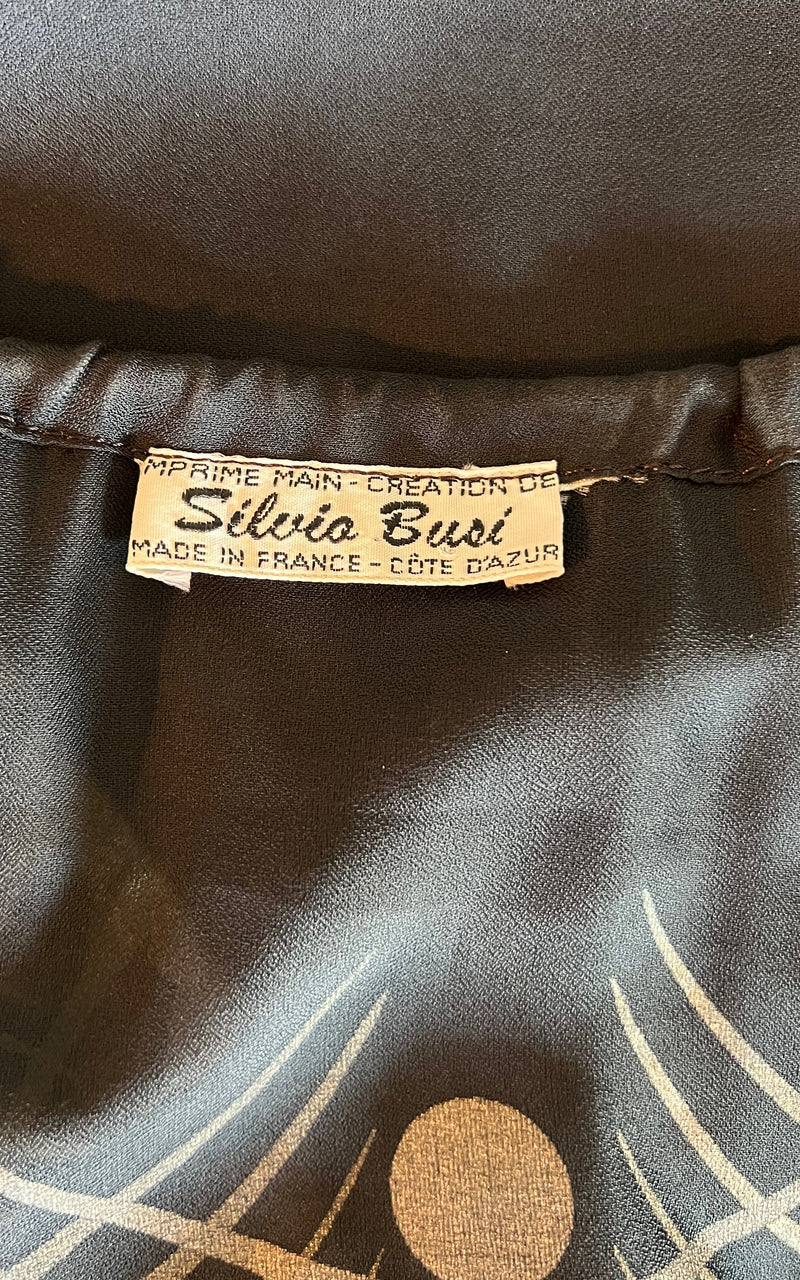 MPRIME MAIN - CREATION DE
Silvio Busi
MADE IN FRANCE - CÔTE D'AZUR